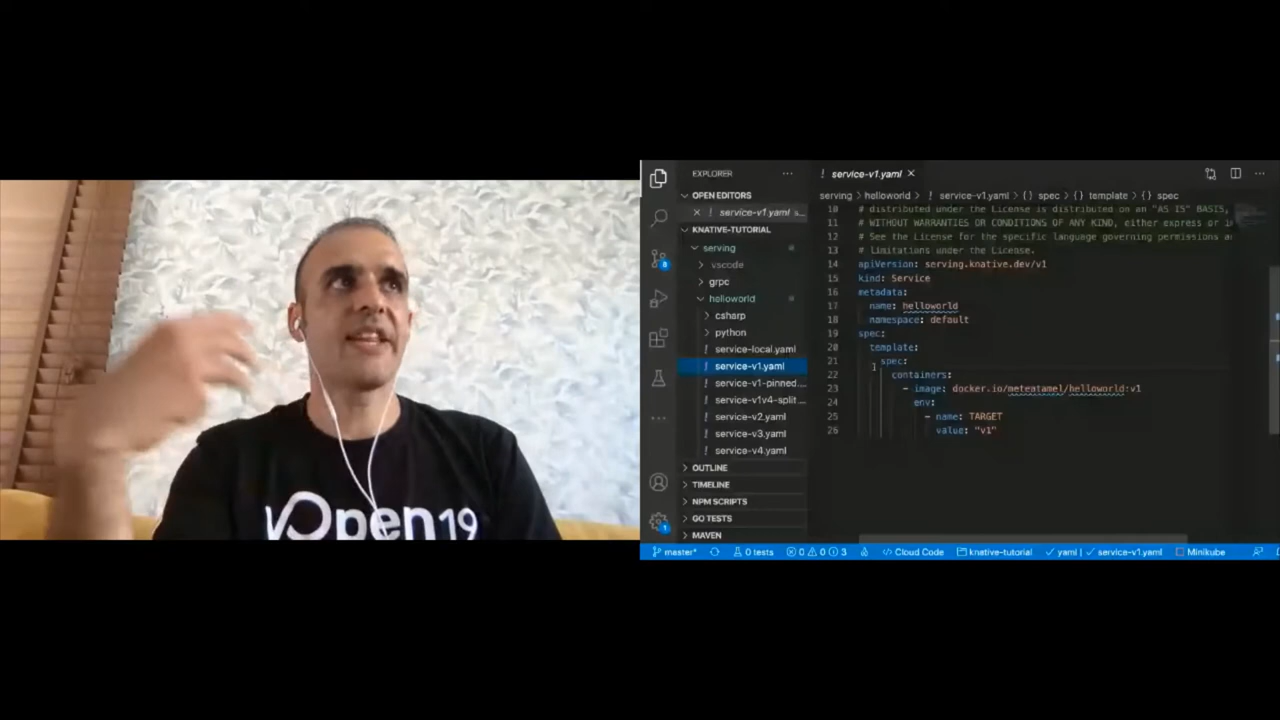 Open19
EXPLORER
OPEN EDITORS
service-v1.yaml s...
KNATIVE-TUTORIAL
serving
vscode
grpc
helloworld
csharp
python
! service-local.yaml
! service-v1.yaml
! service-v1-pinned...
! service-v1v4-split...
! service-v2.yaml
! service-v3.yaml
! service-v4.yaml
OUTLINE
TIMELINE
NPM SCRIPTS
GO TESTS
MAVEN
8
1
! service-v1.yaml
serving > helloworld > ! service-v1.yaml > {} spec > {} template > {} spec
10 # distributed under the License is distributed on an "AS IS" BASIS,
11 # WITHOUT WARRANTIES OR CONDITIONS OF ANY KIND, either express or i
12 # See the License for the specific language governing permissions a
13 # limitations under the License.
14 apiVersion: serving.knative.dev/v1
15 kind: Service
16 metadata:
17 name: helloworld
18 namespace: default
19 spec:
20 template:
21 spec:
22 containers:
23 - image: docker.io/meteatamel/helloworld:v1
24 env:
25 - name: TARGET
26 value: "v1"
master* 0 tests 0 0 3 Cloud Code knative-tutorial yaml | service-v1.yaml Minikube